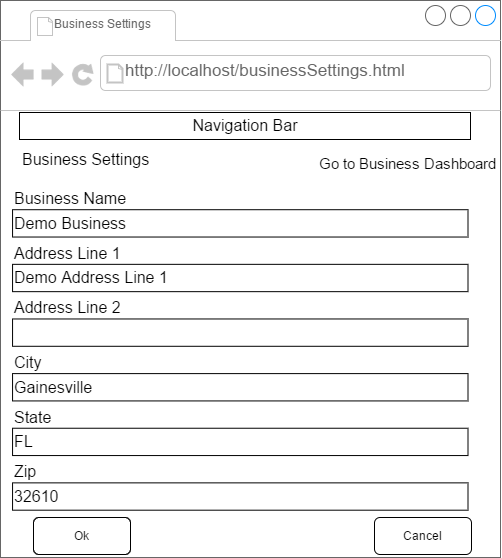 Business Settings
http://localhost/businessSettings.html
Navigation Bar
Business Settings
Go to Business Dashboard
Business Name
Demo Business
Address Line 1
Demo Address Line 1
Address Line 2
City
Gainesville
State
FL
Zip
32610
Ok
Cancel